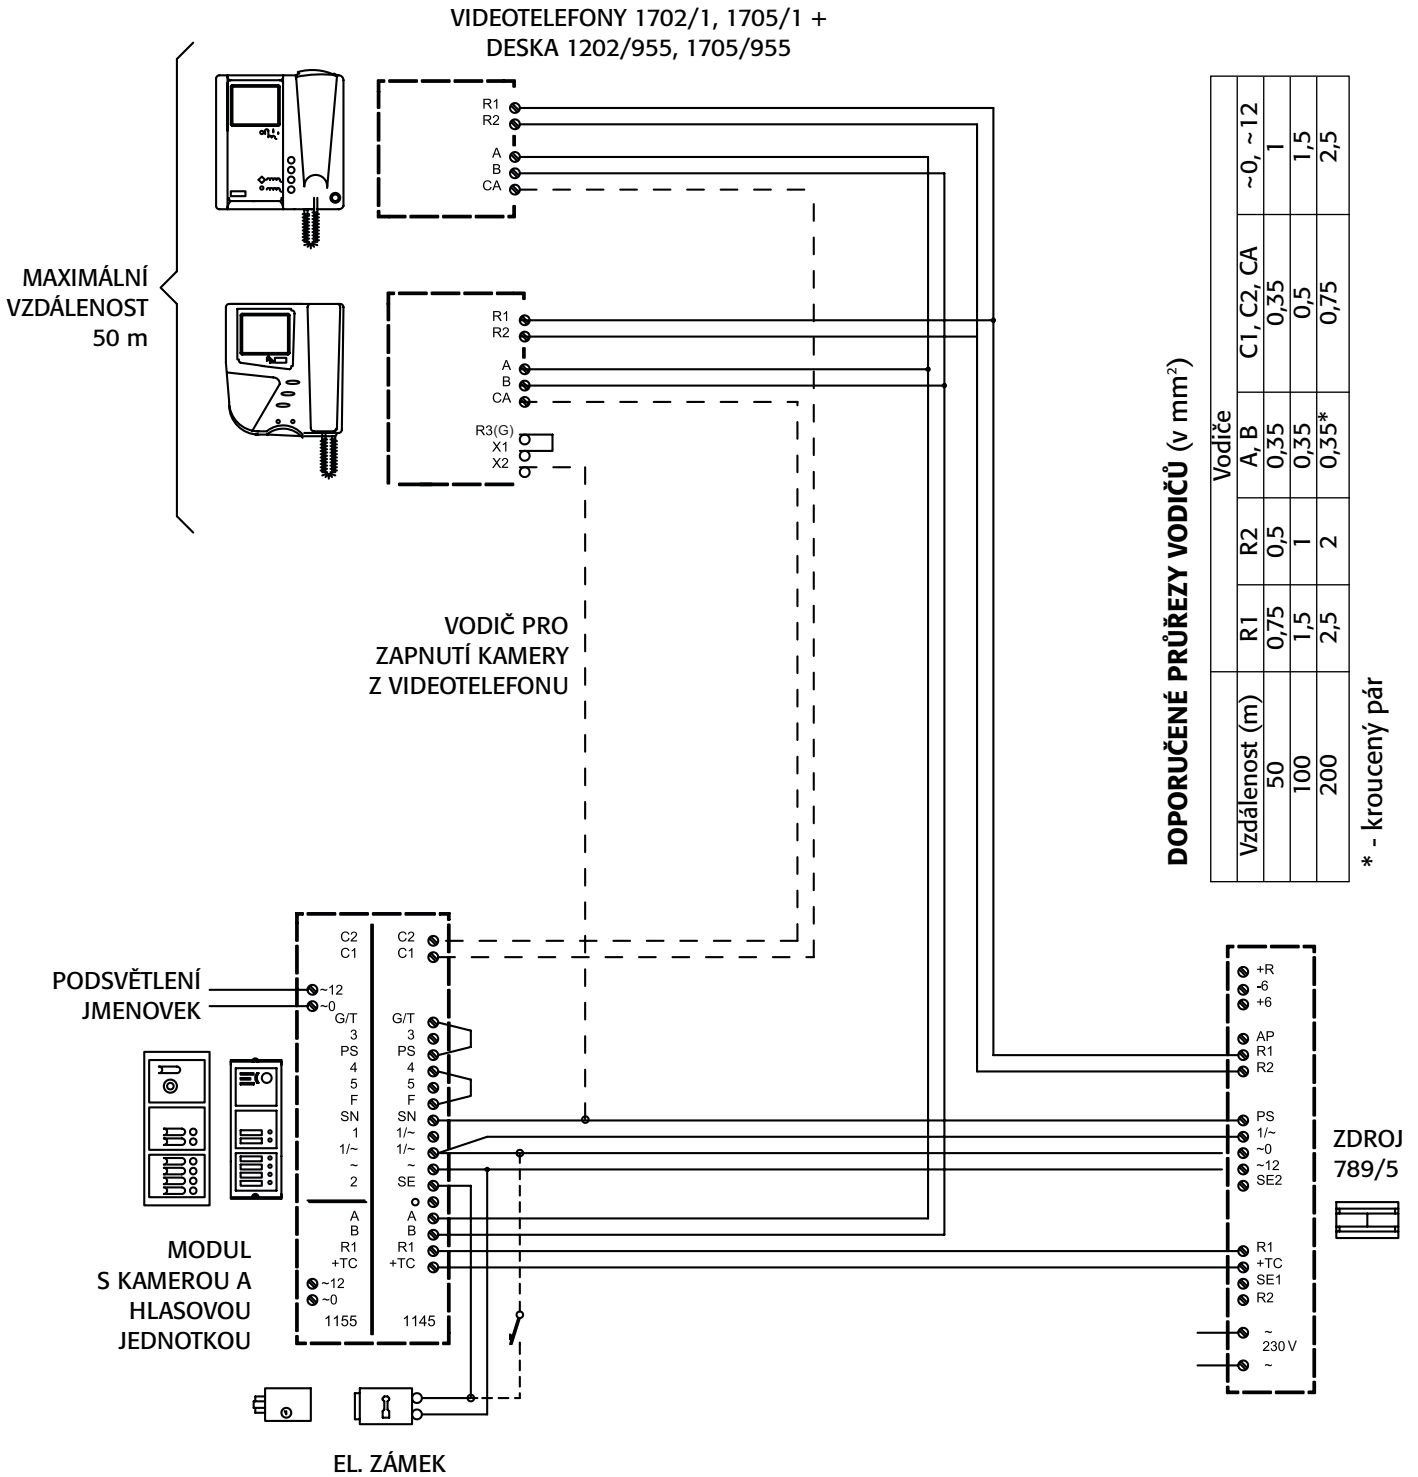 VIDEOTELEFONY 1702/1, 1705/1 +
DESKA 1202/955, 1705/955
MAXIMÁLNÍ
VZDÁLENOST
50 m
R1
R2
A
B
CA
R1
R2
A
B
CA
R3(G)
X1
X2
VODIČ PRO
ZAPNUTÍ KAMERY
Z VIDEOTELEFONU
DOPORUČENÉ PRŮŘEZY VODIČŮ (v mm²)
Vodiče
Vzdálenost (m) R1 R2 A, B C1, C2, CA ~0, ~12
50 0,75 0,5 0,35 0,35 1
100 1,5 1 0,35 0,5 1,5
200 2,5 2 0,35* 0,75 2,5
* - kroucený pár
PODSVĚTLENÍ
JMENOVEK
C2 C2
C1 C1
~12
~0
G/T G/T
3 3
PS PS
4 4
5 5
F F
SN SN
1 1/~
1/~ 1/~
~ ~
2 SE
A A
B B
R1 R1
+TC +TC
~12
~0
1155 1145
MODUL
S KAMEROU A
HLASOVOU
JEDNOTKOU
EL. ZÁMEK
+R
-6
+6
AP
R1
R2
PS
1/~
~0
~12
SE2
R1
+TC
SE1
R2
~
230 V
~
ZDROJ
789/5